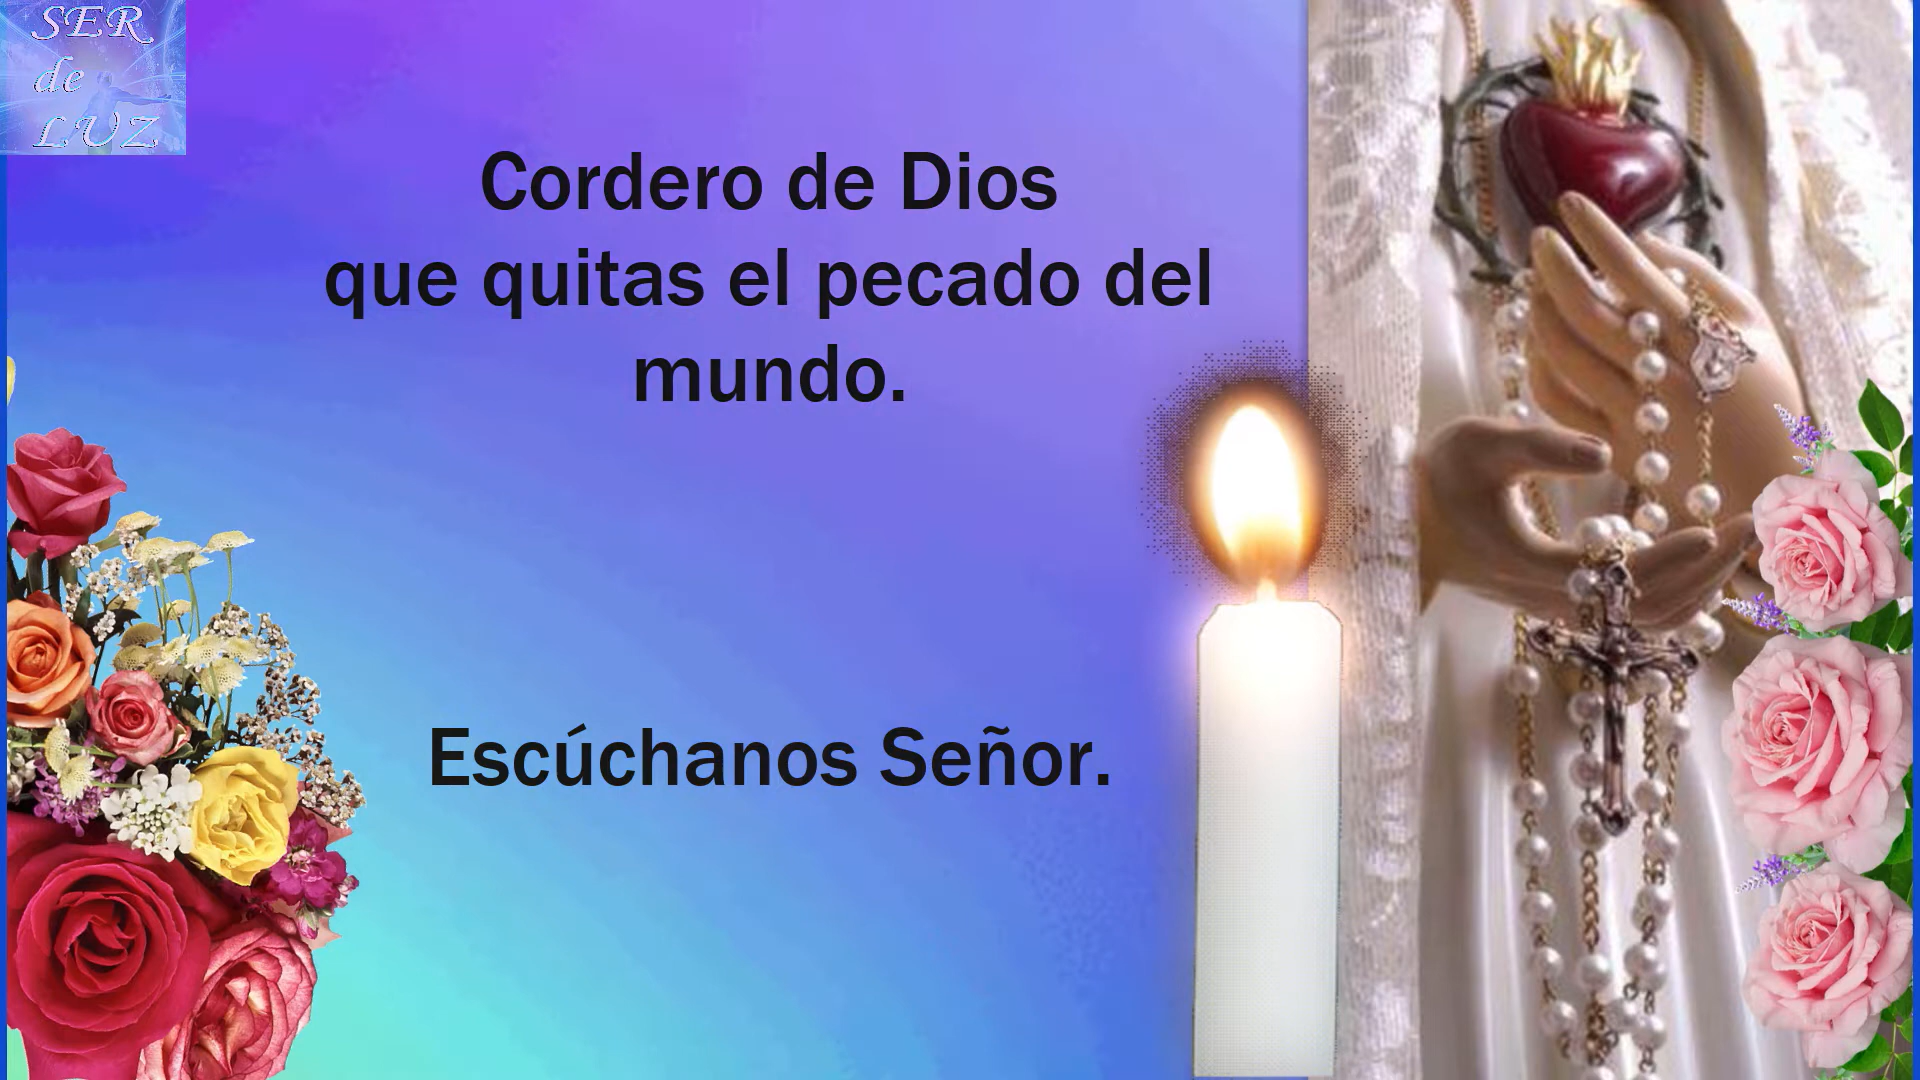 SER
de
LUZ
Cordero de Dios
que quitas el pecado del
mundo.
Escúchanos Señor.